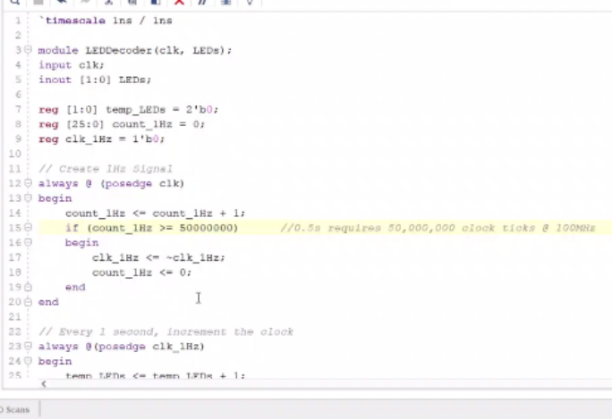 1 `timescale 1ns / 1ns
2
3 module LEDDecoder(clk, LEDs);
4 input clk;
5 inout [1:0] LEDs;
6
7 reg [1:0] temp_LEDs = 2'b0;
8 reg [25:0] count_1Hz = 0;
9 reg clk_1Hz = 1'b0;
10
11 // Create 1Hz Signal
12 always @ (posedge clk)
13 begin
14 count_1Hz <= count_1Hz + 1;
15 if (count_1Hz >= 50000000) //0.5s requires 50,000,000 clock ticks @ 100MHz
16 begin
17 clk_1Hz <= ~clk_1Hz;
18 count_1Hz <= 0;
19 end
20 end
21
22 // Every 1 second, increment the clock
23 always @(posedge clk_1Hz)
24 begin
25 temp_LEDs <= temp_LEDs + 1;
Scans